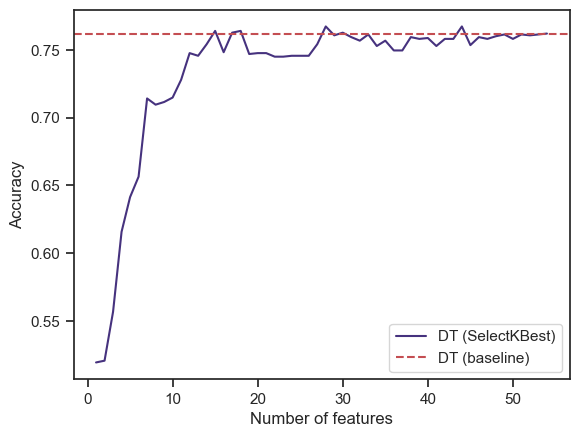 Accuracy
0.75
0.70
0.65
0.60
0.55
DT (SelectKBest)
DT (baseline)
0 10 20 30 40 50
Number of features